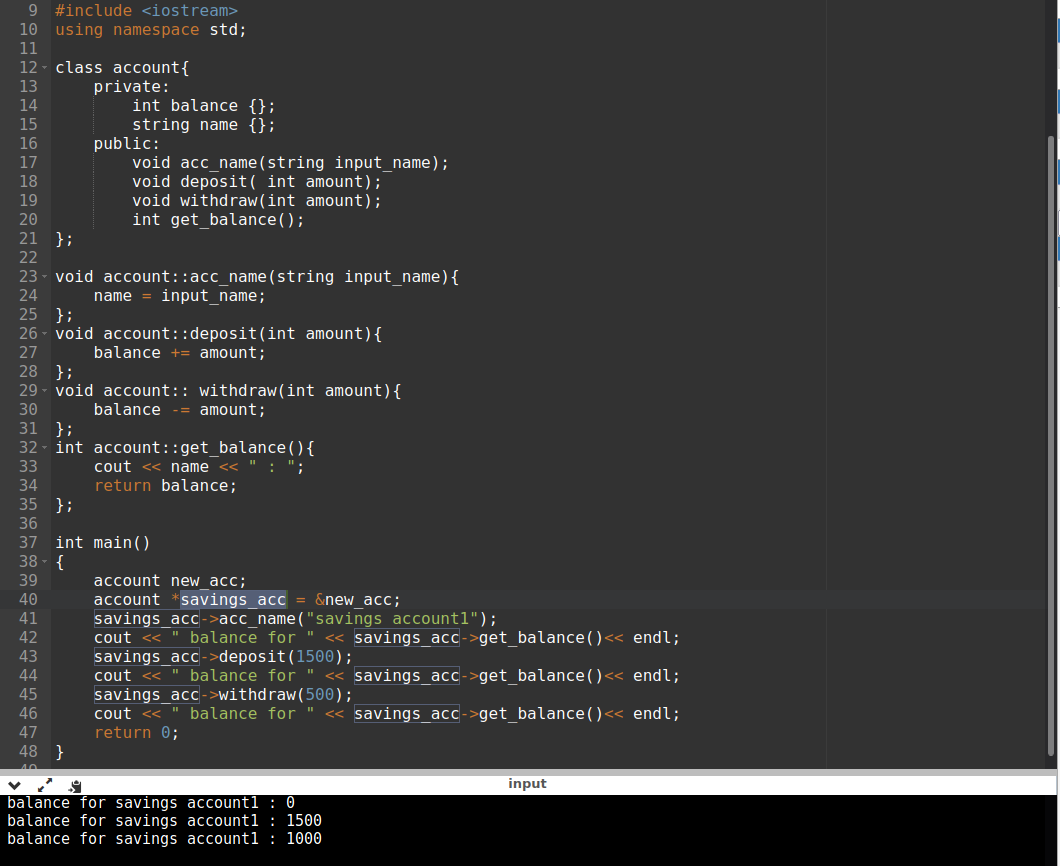 9 #include <iostream>
10 using namespace std;
11
12 class account{
13     private:
14         int balance {};
15         string name {};
16     public:
17         void acc_name(string input_name);
18         void deposit( int amount);
19         void withdraw(int amount);
20         int get_balance();
21 };
22
23 void account::acc_name(string input_name){
24     name = input_name;
25 };
26 void account::deposit(int amount){
27     balance += amount;
28 };
29 void account:: withdraw(int amount){
30     balance -= amount;
31 };
32 int account::get_balance(){
33     cout << name << " : ";
34     return balance;
35 };
36
37 int main()
38 {
39     account new_acc;
40     account *savings_acc = &new_acc;
41     savings_acc->acc_name("savings account1");
42     cout << " balance for " << savings_acc->get_balance()<< endl;
43     savings_acc->deposit(1500);
44     cout << " balance for " << savings_acc->get_balance()<< endl;
45     savings_acc->withdraw(500);
46     cout << " balance for " << savings_acc->get_balance()<< endl;
47     return 0;
48 }
input
balance for savings account1 : 0
balance for savings account1 : 1500
balance for savings account1 : 1000